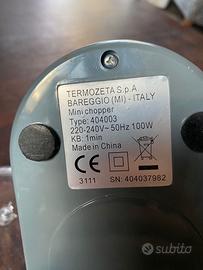 TERMOZETA S.p.A.
BAREGGIO (MI) - ITALY
Mini chopper
Type: 404003
220-240V~ 50Hz 100W
KB: 1min
Made in China
CE
3111 SN: 404037982
subito